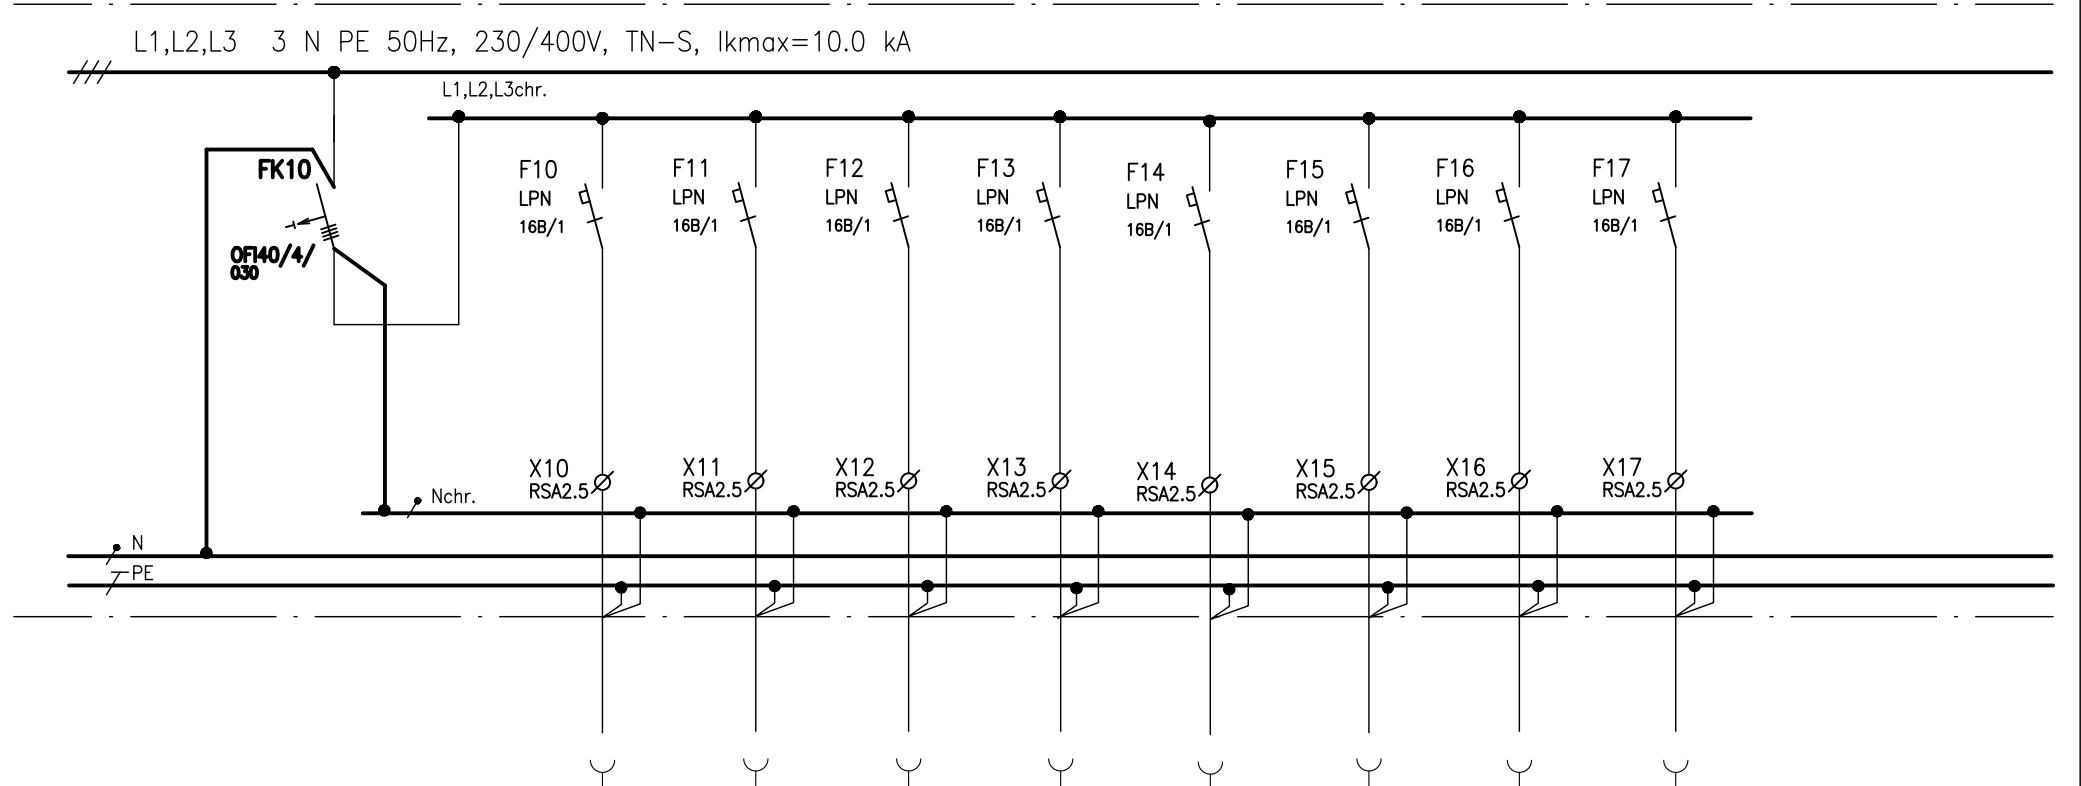 L1,L2,L3 3 N PE 50Hz, 230/400V, TN-S, Ikmax=10.0 kA
L1,L2,L3chr.
FK10
OFI40/4/
030
F10
LPN
16B/1
F11
LPN
16B/1
F12
LPN
16B/1
F13
LPN
16B/1
F14
LPN
16B/1
F15
LPN
16B/1
F16
LPN
16B/1
F17
LPN
16B/1
X10
RSA2.5
X11
RSA2.5
X12
RSA2.5
X13
RSA2.5
X14
RSA2.5
X15
RSA2.5
X16
RSA2.5
X17
RSA2.5
Nchr.
N
PE